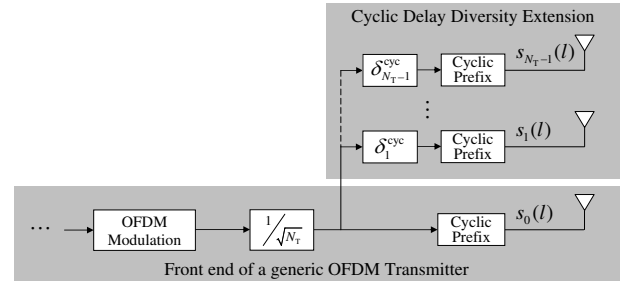 Cyclic Delay Diversity Extension
δ^cyc_{N_T−1} Cyclic Prefix s_{N_T−1}(l)
⋮
δ^cyc_1 Cyclic Prefix s_1(l)
... OFDM Modulation 1/√N_T Cyclic Prefix s_0(l)
Front end of a generic OFDM Transmitter